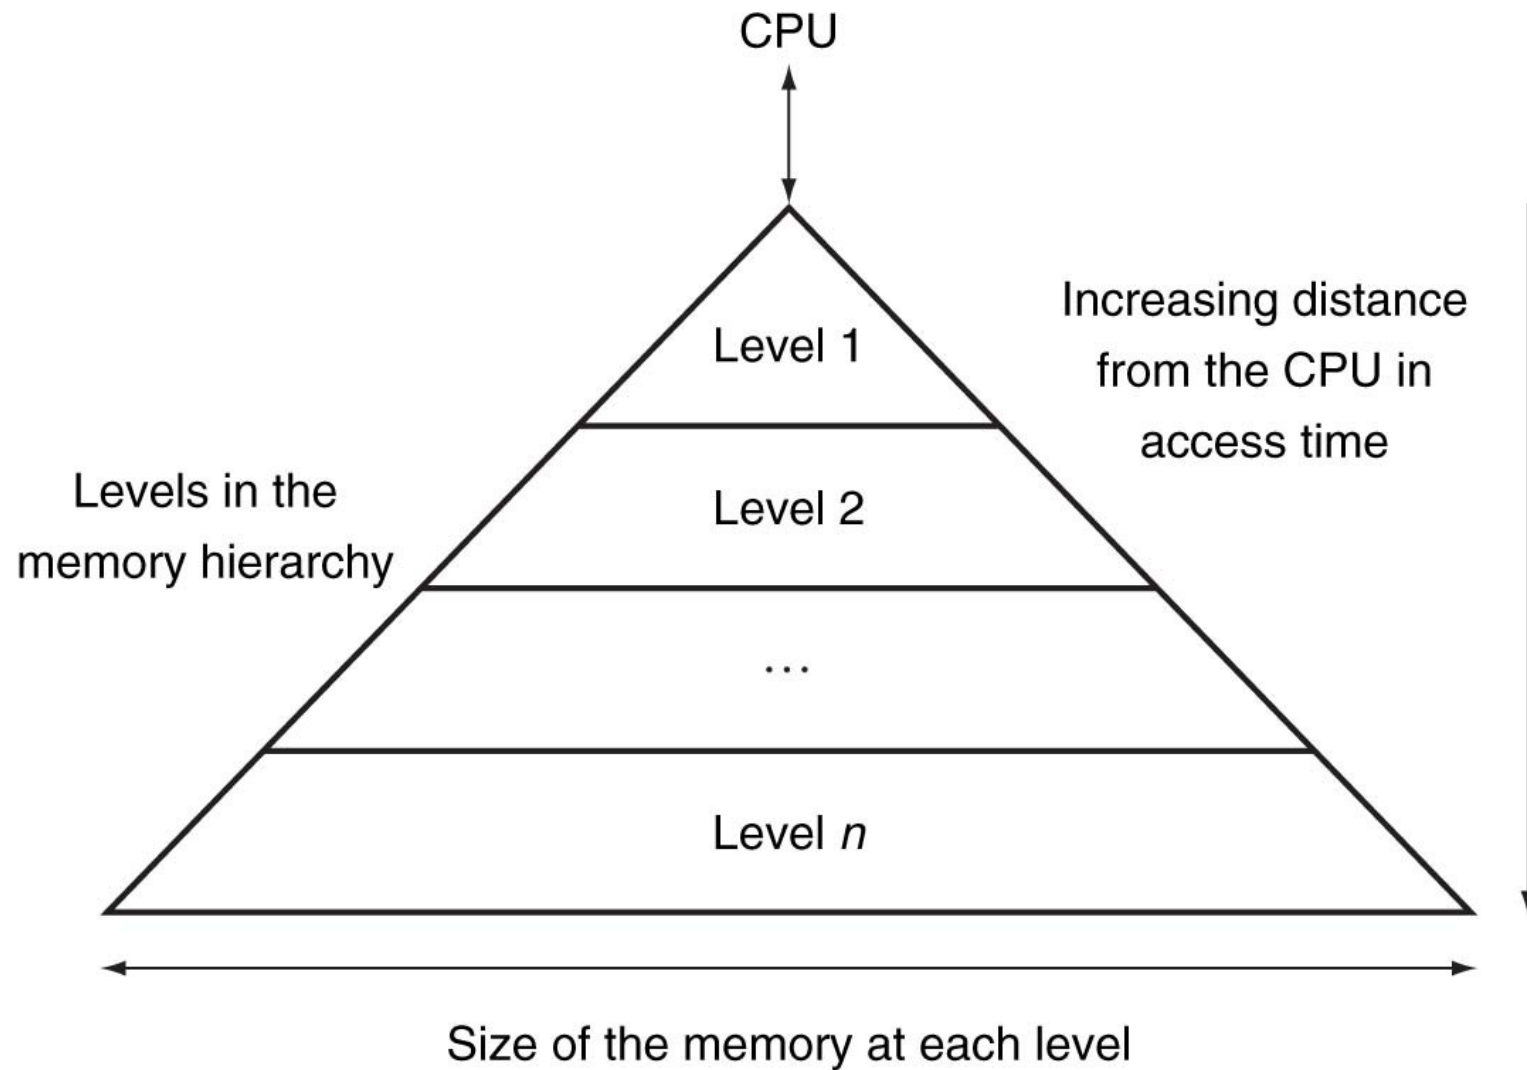 CPU
Level 1
Increasing distance
from the CPU in
access time
Levels in the
memory hierarchy
Level 2
...
Level n
Size of the memory at each level